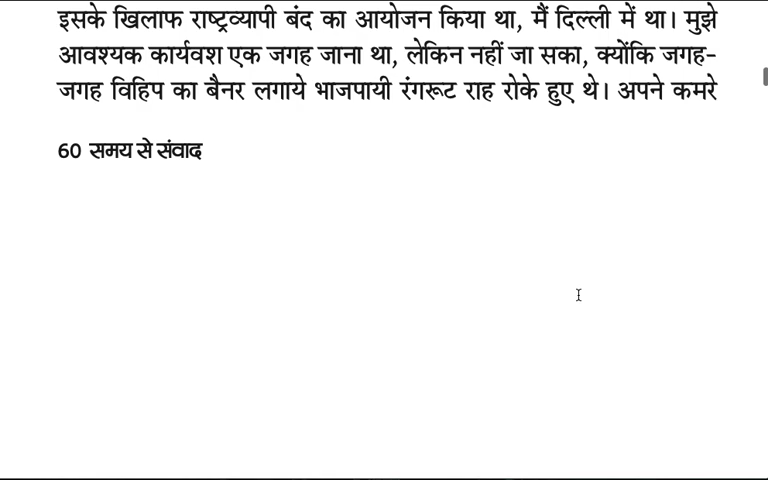 इसके खिलाफ राष्ट्रव्यापी बंद का आयोजन किया था, मैं दिल्ली में था। मुझे
आवश्यक कार्यवश एक जगह जाना था, लेकिन नहीं जा सका, क्योंकि जगह-
जगह विहिप का बैनर लगाये भाजपायी रंगरूट राह रोके हुए थे। अपने कमरे
60 समय से संवाद